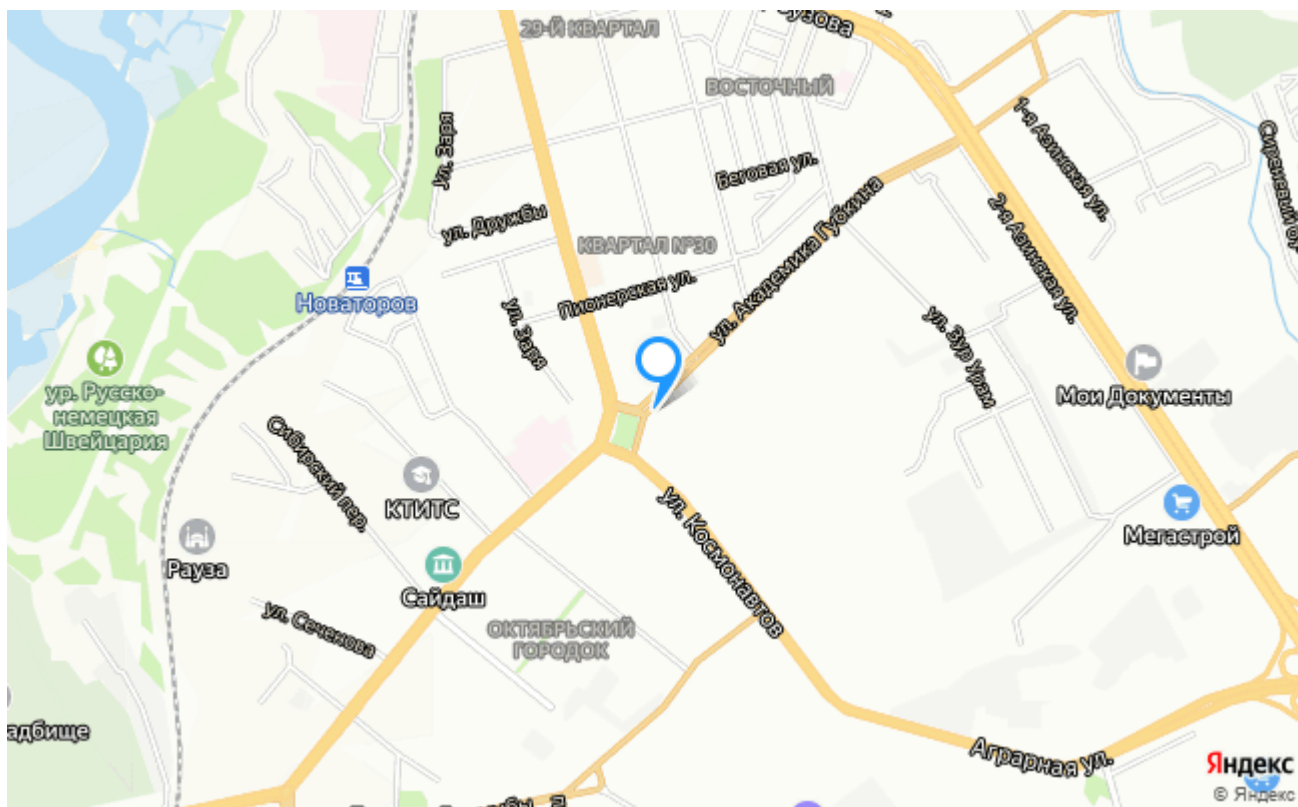 29-Й КВАРТАЛ
ВОСТОЧНЫЙ
1-я Азинская ул.
ул. Заря
Беговая ул.
ул. Академика Губкина
2-я Азинская ул.
ул. Дружбы
КВАРТАЛ №30
Пионерская ул.
Новаторов
ул. Заря
ул. Зур Урам
ур. Русско-
немецкая
Швейцария
Мои Документы
Сибирский пер.
КТИТС
ул. Космонавтов
Мегастрой
Рауза
Сайдаш
ул. Сеченова
ОКТЯБРЬСКИЙ
ГОРОДОК
адбище
Аграрная ул.
Яндекс
© Яндекс